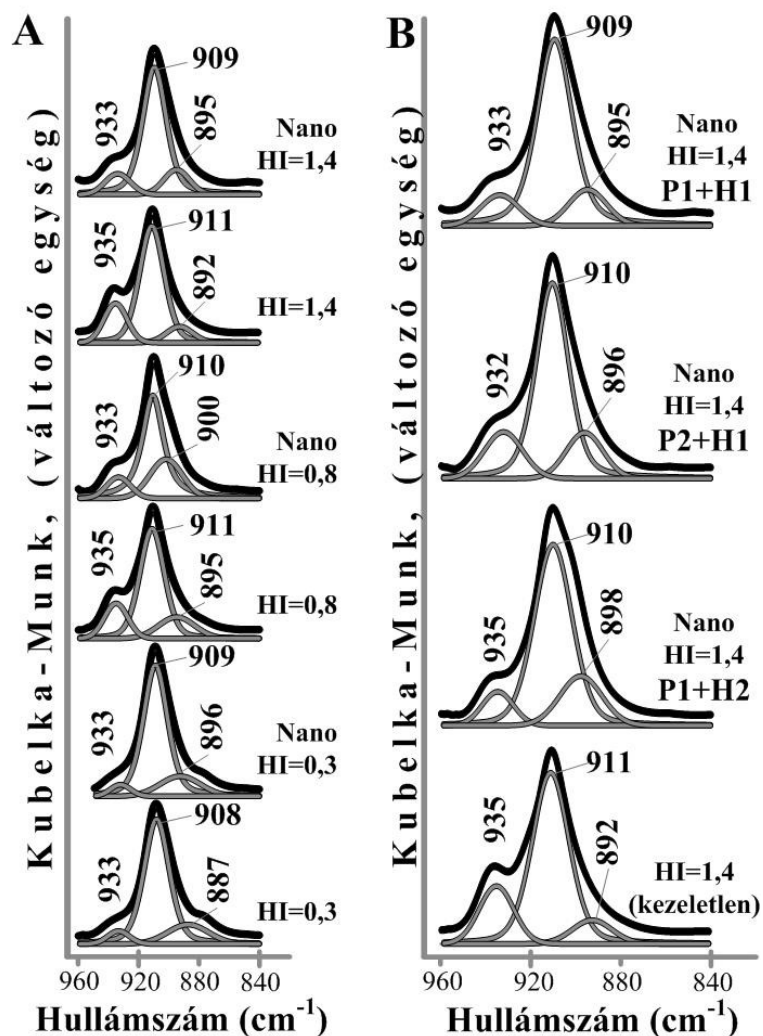 A
Kubelka-Munk, (változó egység)
933
909
895
Nano
HI=1,4
935
911
892
HI=1,4
933
910
900
Nano
HI=0,8
935
911
895
HI=0,8
933
909
896
Nano
HI=0,3
933
908
887
HI=0,3
960
920
880
840
Hullámszám (cm⁻¹)
B
Kubelka-Munk, (változó egység)
933
909
895
Nano
HI=1,4
P1+H1
932
910
896
Nano
HI=1,4
P2+H1
935
910
898
Nano
HI=1,4
P1+H2
935
911
892
HI=1,4
(kezeletlen)
960
920
880
840
Hullámszám (cm⁻¹)